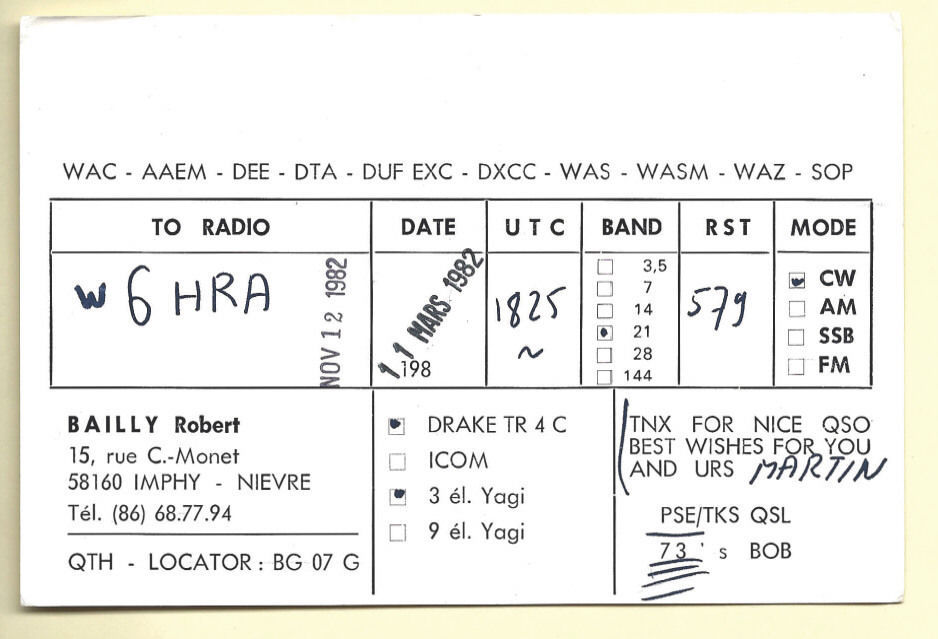 WAC - AAEM - DEE - DTA - DUF EXC - DXCC - WAS - WASM - WAZ - SOP
TO RADIO DATE UTC BAND RST MODE
W6HRA
NOV 12 1982
11 MARS 1982
198
1825
~
3,5
7
14
21
28
144
579
CW
AM
SSB
FM
BAILLY Robert
15, rue C.-Monet
58160 IMPHY - NIEVRE
Tél. (86) 68.77.94
QTH - LOCATOR : BG 07 G
DRAKE TR 4 C
ICOM
3 él. Yagi
9 él. Yagi
TNX FOR NICE QSO
BEST WISHES FOR YOU
AND URS MARTIN
PSE/TKS QSL
73's BOB